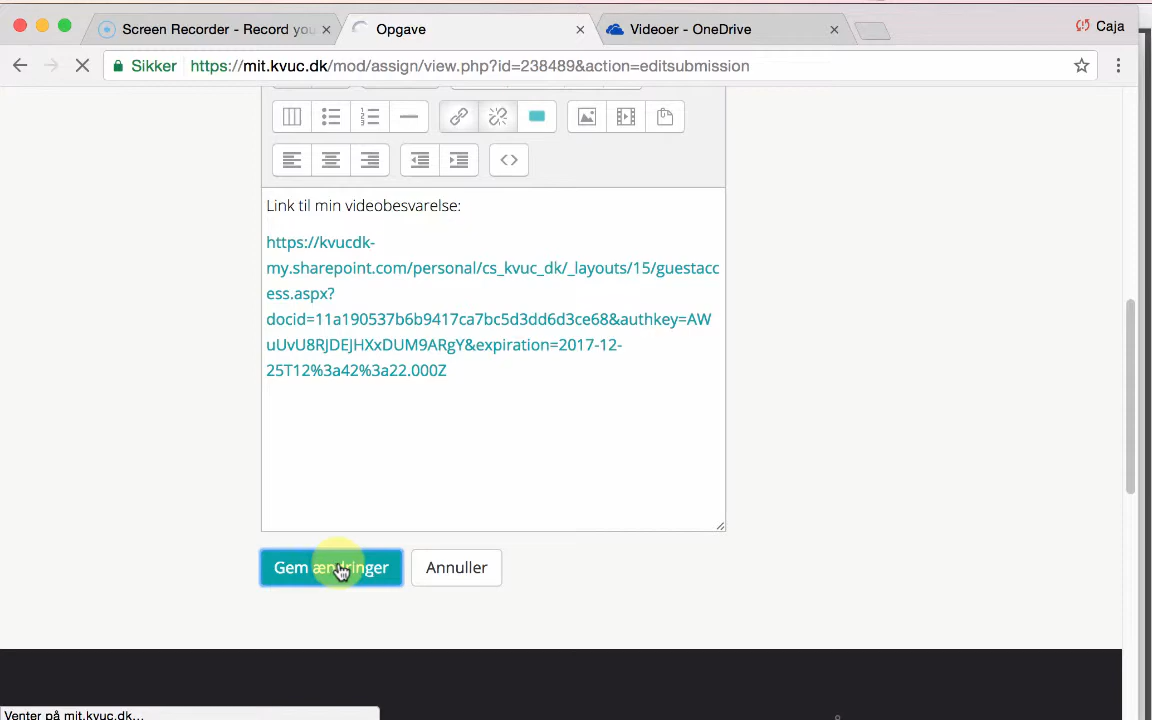 Screen Recorder - Record you
Opgave
Videoer - OneDrive
Caja
Sikker
https://mit.kvuc.dk/mod/assign/view.php?id=238489&action=editsubmission
Link til min videobesvarelse:
https://kvucdk-
my.sharepoint.com/personal/cs_kvuc_dk/_layouts/15/guestacc
ess.aspx?
docid=11a190537b6b9417ca7bc5d3dd6d3ce68&authkey=AW
uUvU8RJDEJHXxDUM9ARgY&expiration=2017-12-
25T12%3a42%3a22.000Z
Gem ændringer
Annuller
Venter på mit.kvuc.dk...